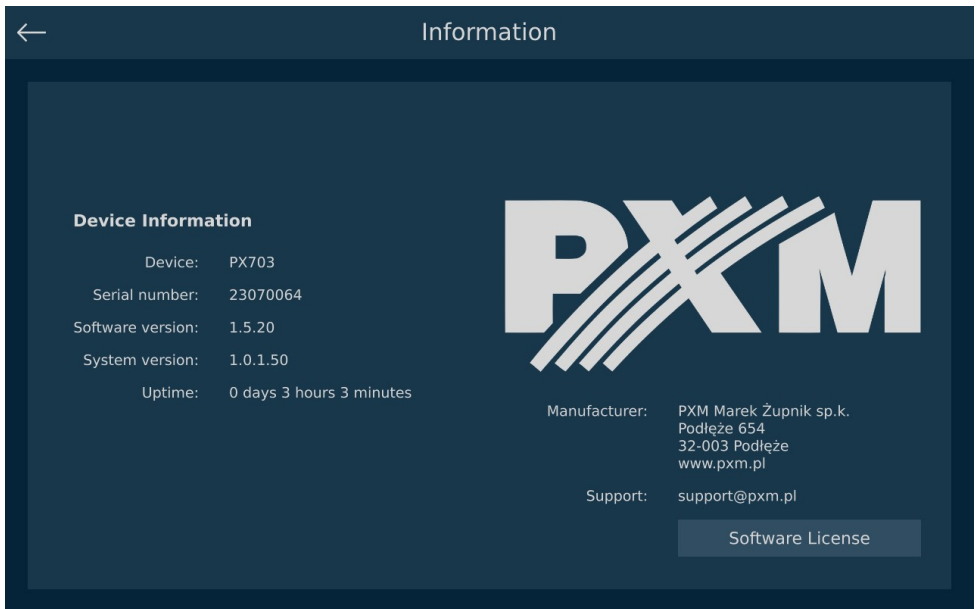 Information
Device Information
Device: PX703
Serial number: 23070064
Software version: 1.5.20
System version: 1.0.1.50
Uptime: 0 days 3 hours 3 minutes
PXM
Manufacturer: PXM Marek Żupnik sp.k.
Podłęże 654
32-003 Podłęże
www.pxm.pl
Support: support@pxm.pl
Software License